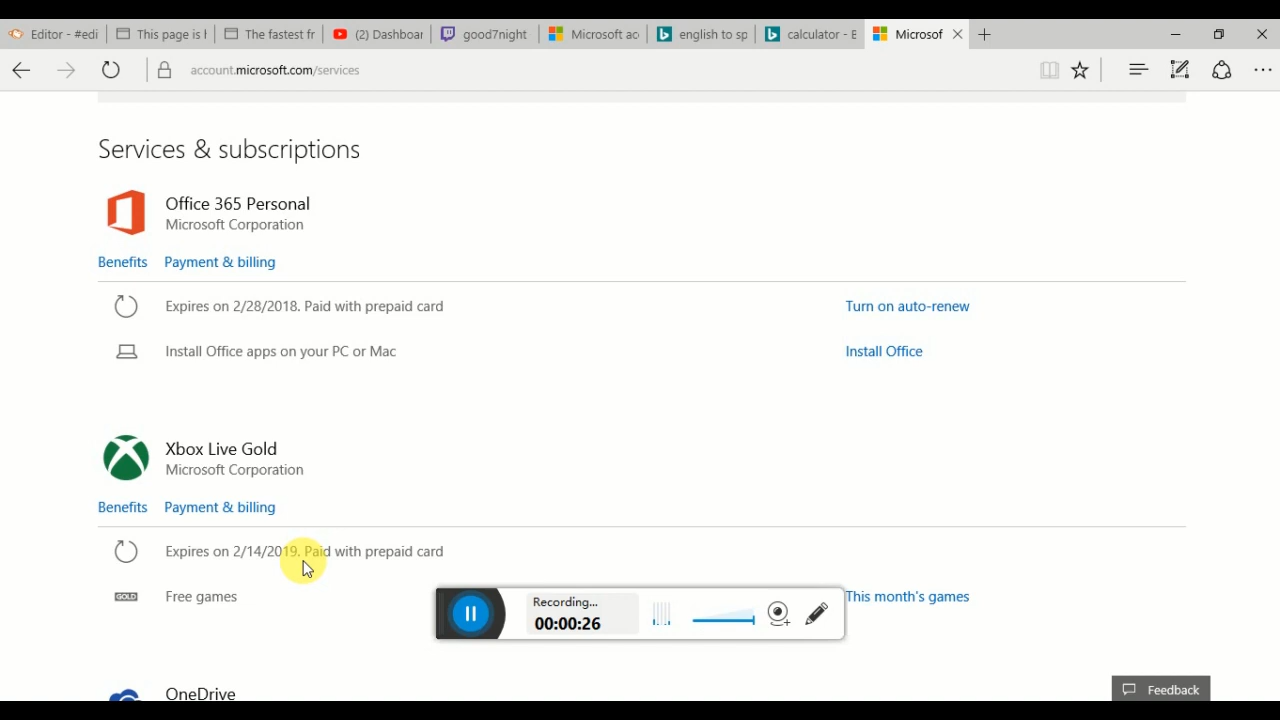 Editor - #edi
This page is h
The fastest fr
(2) Dashboar
good7night
Microsoft ac
english to sp
calculator - B
Microsof
account.microsoft.com/services
Services & subscriptions
Office 365 Personal
Microsoft Corporation
Benefits Payment & billing
Expires on 2/28/2018. Paid with prepaid card Turn on auto-renew
Install Office apps on your PC or Mac Install Office
Xbox Live Gold
Microsoft Corporation
Benefits Payment & billing
Expires on 2/14/2019. Paid with prepaid card
GOLD Free games This month's games
Recording...
00:00:26
OneDrive
Feedback